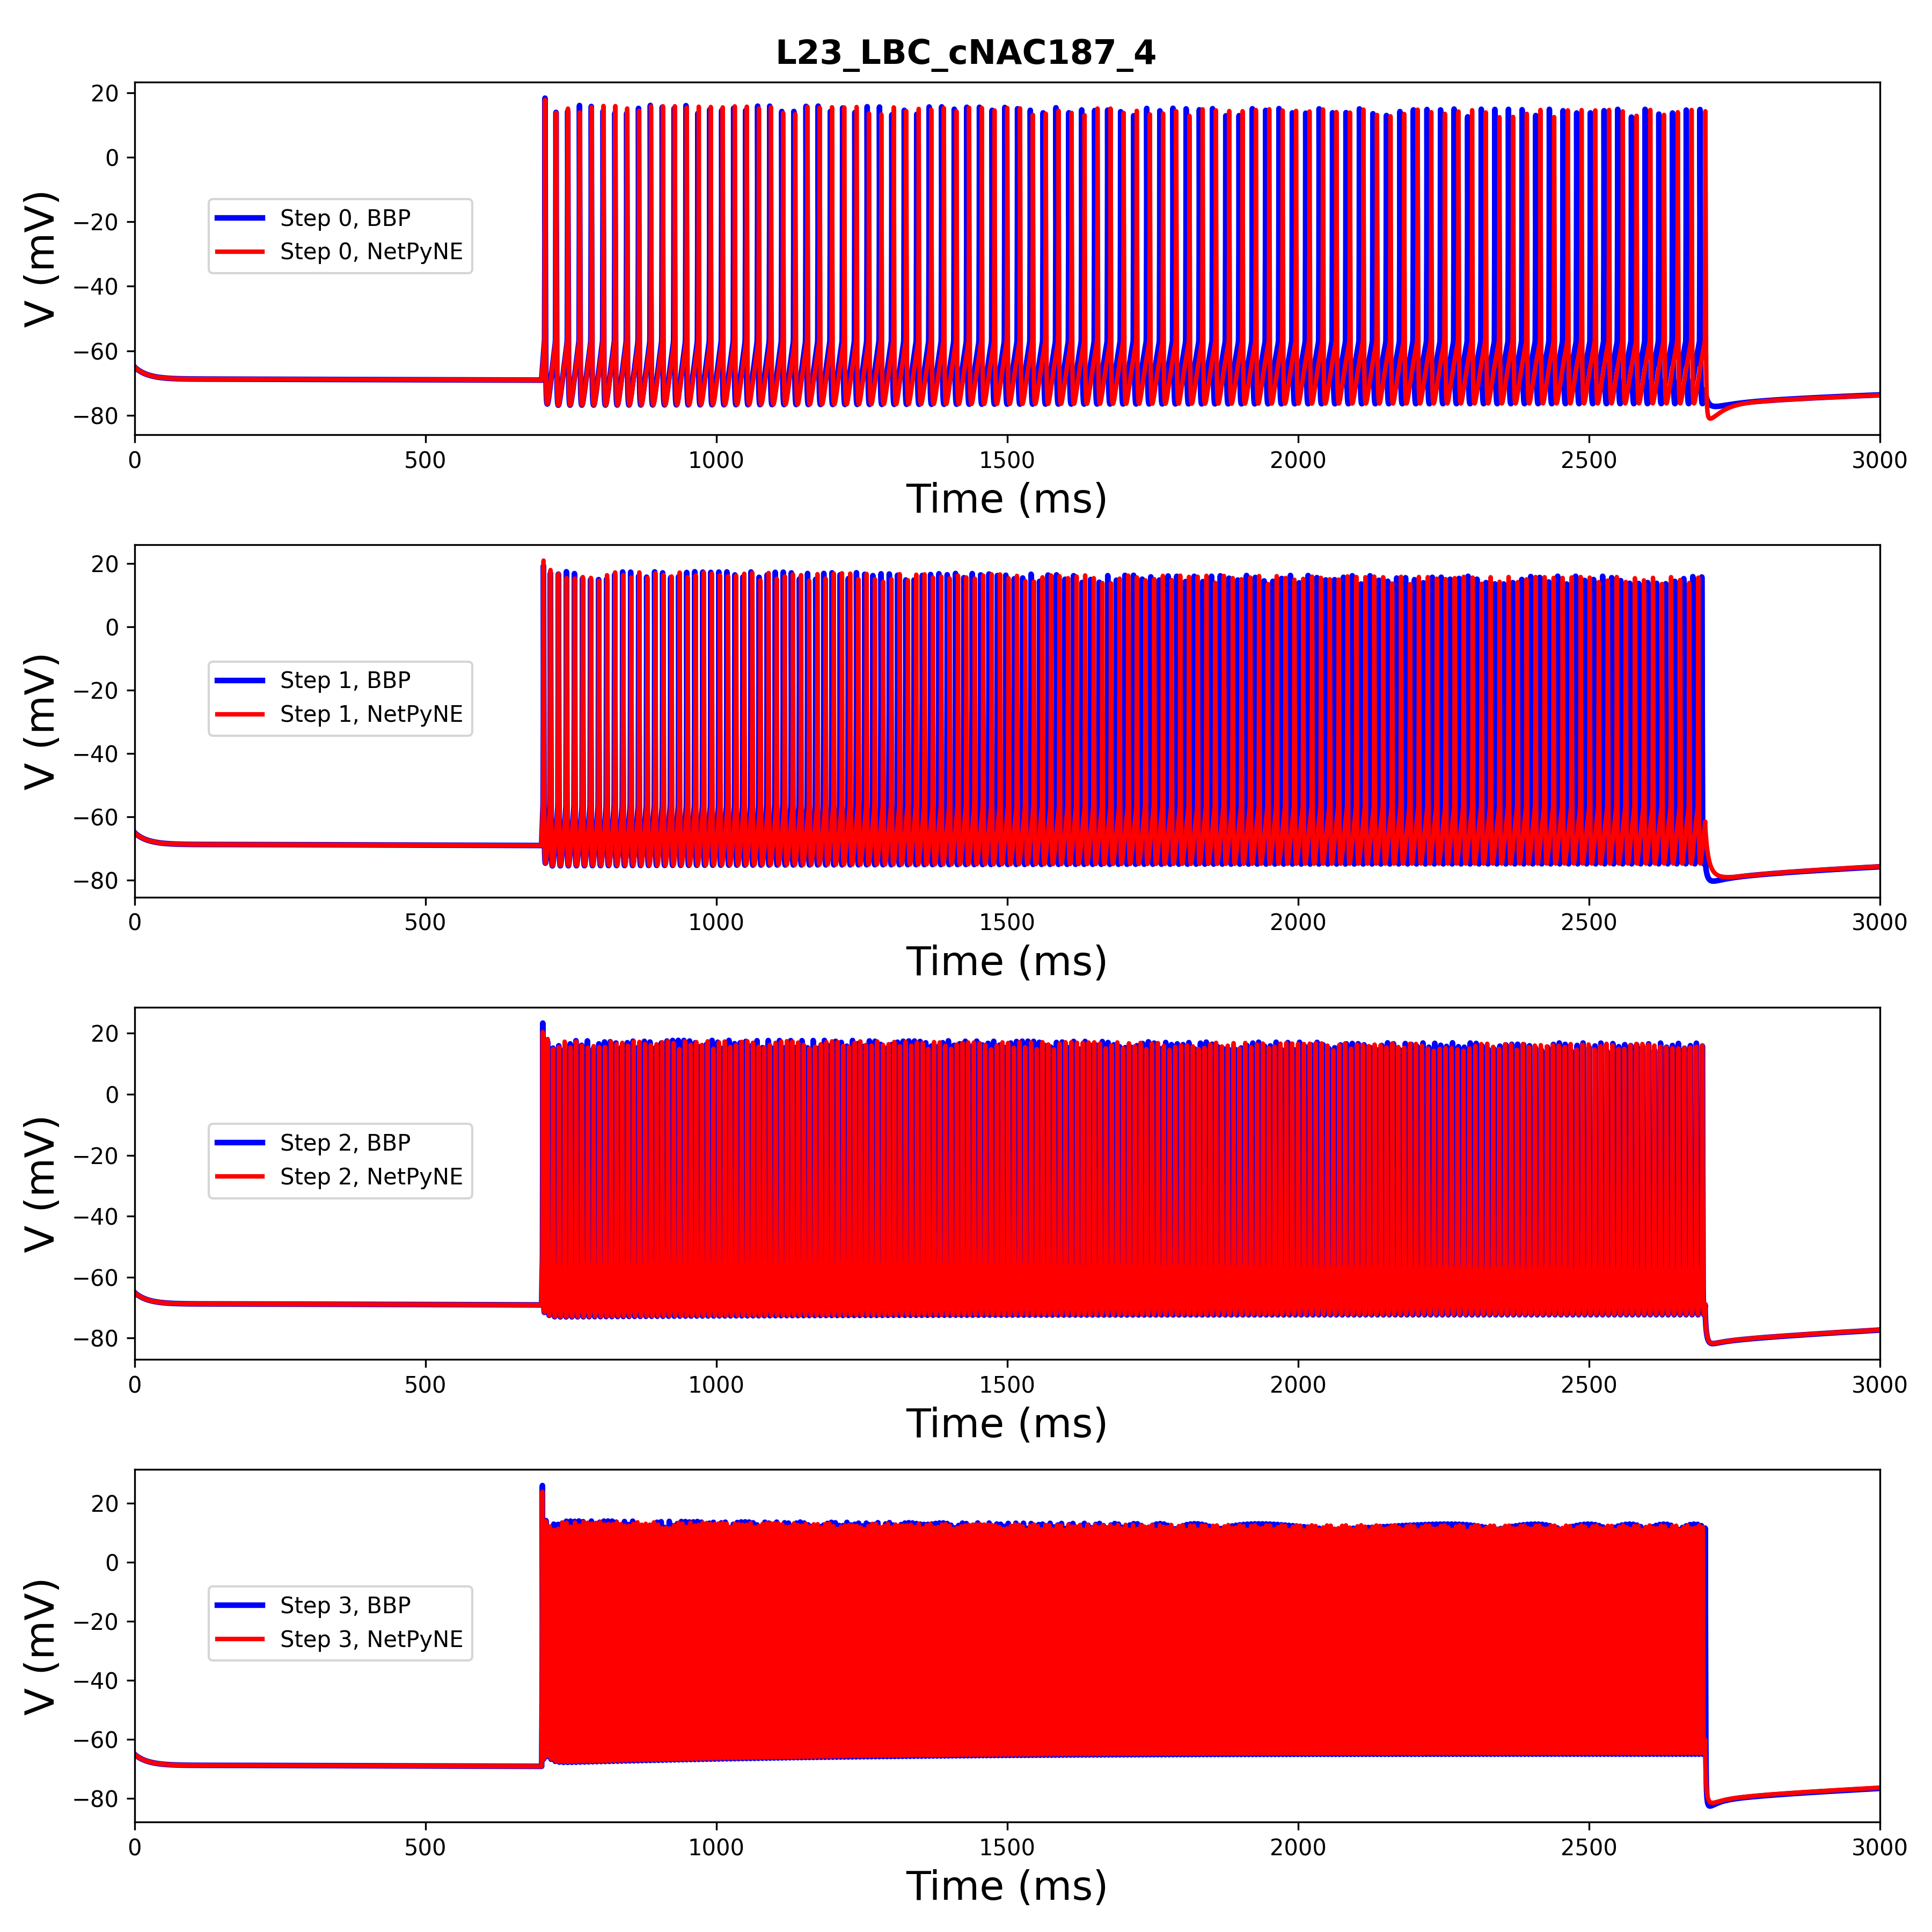 L23_LBC_cNAC187_4
20
0
−20
−40
−60
−80
V (mV)
Step 0, BBP
Step 0, NetPyNE
0 500 1000 1500 2000 2500 3000
Time (ms)
20
0
−20
−40
−60
−80
V (mV)
Step 1, BBP
Step 1, NetPyNE
0 500 1000 1500 2000 2500 3000
Time (ms)
20
0
−20
−40
−60
−80
V (mV)
Step 2, BBP
Step 2, NetPyNE
0 500 1000 1500 2000 2500 3000
Time (ms)
20
0
−20
−40
−60
−80
V (mV)
Step 3, BBP
Step 3, NetPyNE
0 500 1000 1500 2000 2500 3000
Time (ms)